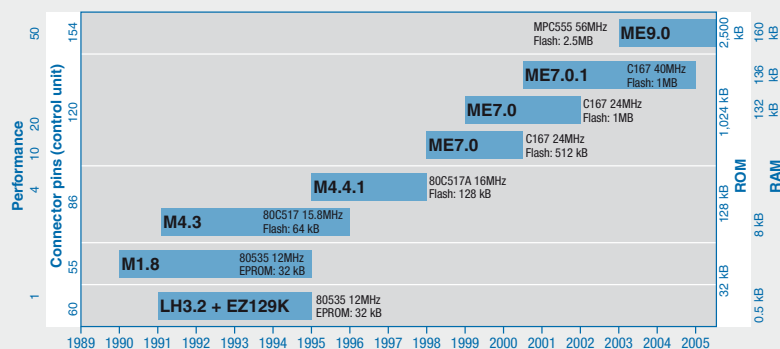 Performance
50
20
10
4
1
Connector pins (control unit)
154
120
86
55
60
MPC555 56MHz
Flash: 2.5MB
ME9.0
ME7.0.1
C167 40MHz
Flash: 1MB
ME7.0
C167 24MHz
Flash: 1MB
ME7.0
C167 24MHz
Flash: 512 kB
M4.4.1
80C517A 16MHz
Flash: 128 kB
M4.3
80C517 15.8MHz
Flash: 64 kB
M1.8
80535 12MHz
EPROM: 32 kB
LH3.2 + EZ129K
80535 12MHz
EPROM: 32 kB
2,500
kB
1,024 kB
128 kB
32 kB
ROM
160
kB
136
kB
132
kB
8 kB
0.5 kB
RAM
1989 1990 1991 1992 1993 1994 1995 1996 1997 1998 1999 2000 2001 2002 2003 2004 2005